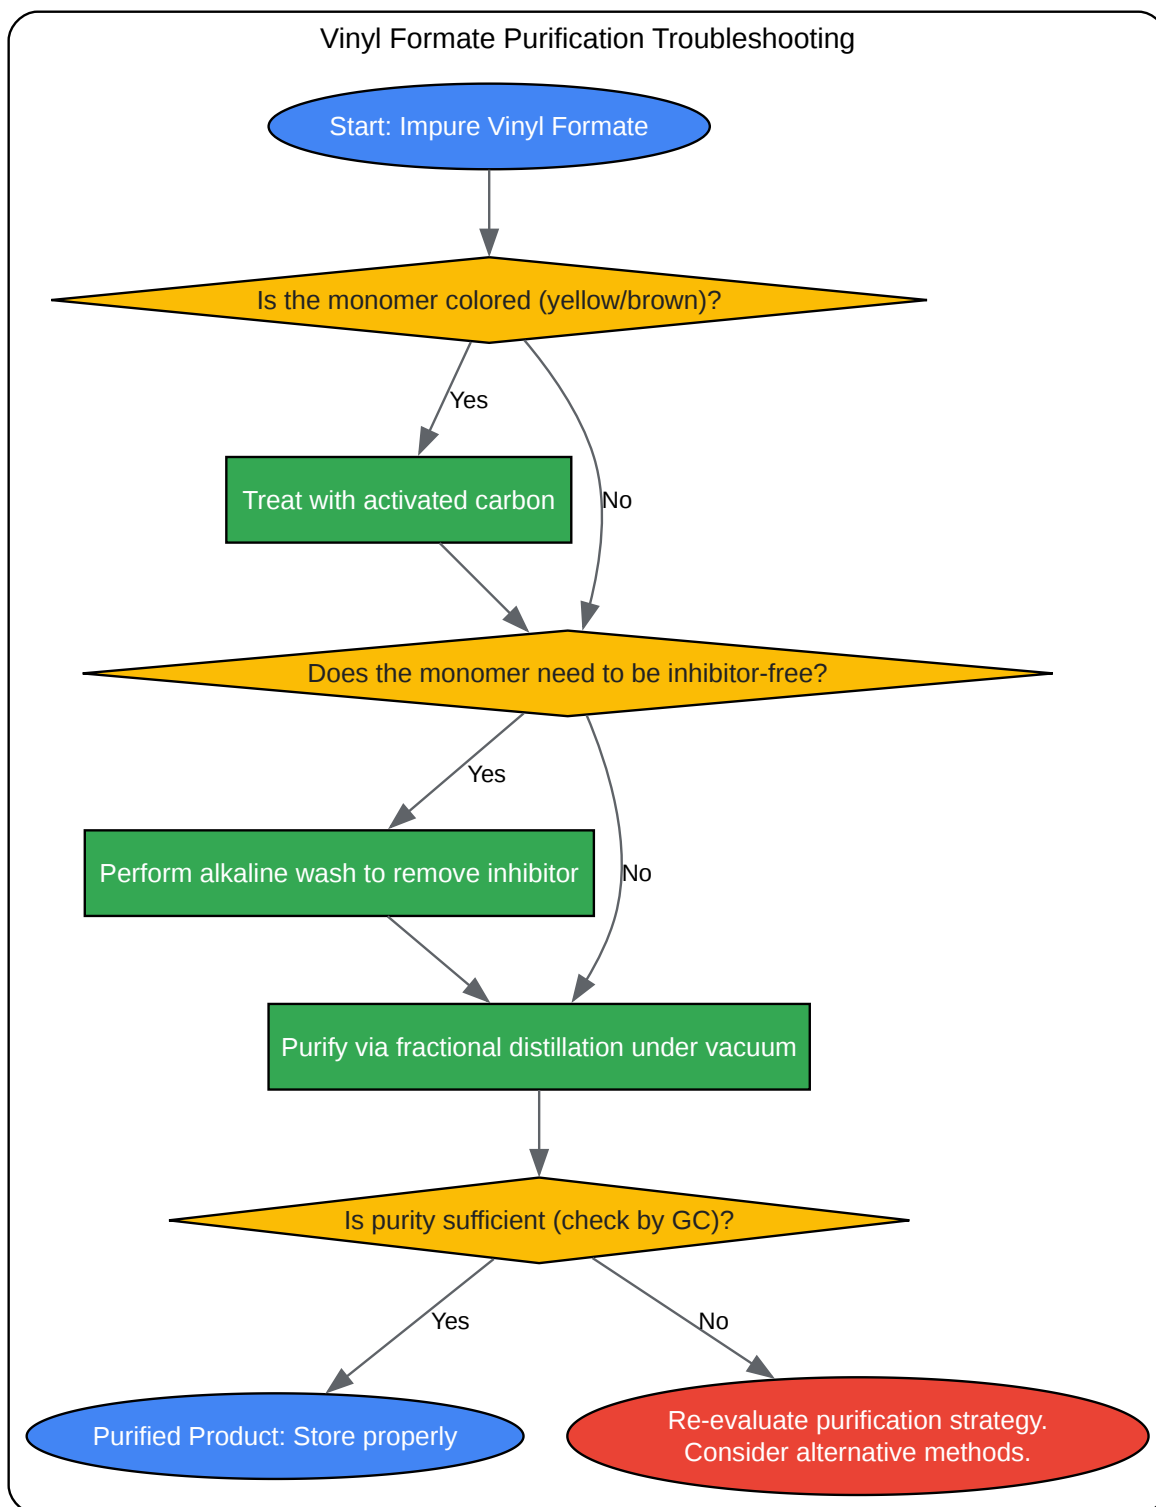 Vinyl Formate Purification Troubleshooting
Start: Impure Vinyl Formate
Is the monomer colored (yellow/brown)?
Yes
Treat with activated carbon
No
Does the monomer need to be inhibitor-free?
Yes
Perform alkaline wash to remove inhibitor
No
Purify via fractional distillation under vacuum
Is purity sufficient (check by GC)?
Yes
No
Purified Product: Store properly
Re-evaluate purification strategy.
Consider alternative methods.